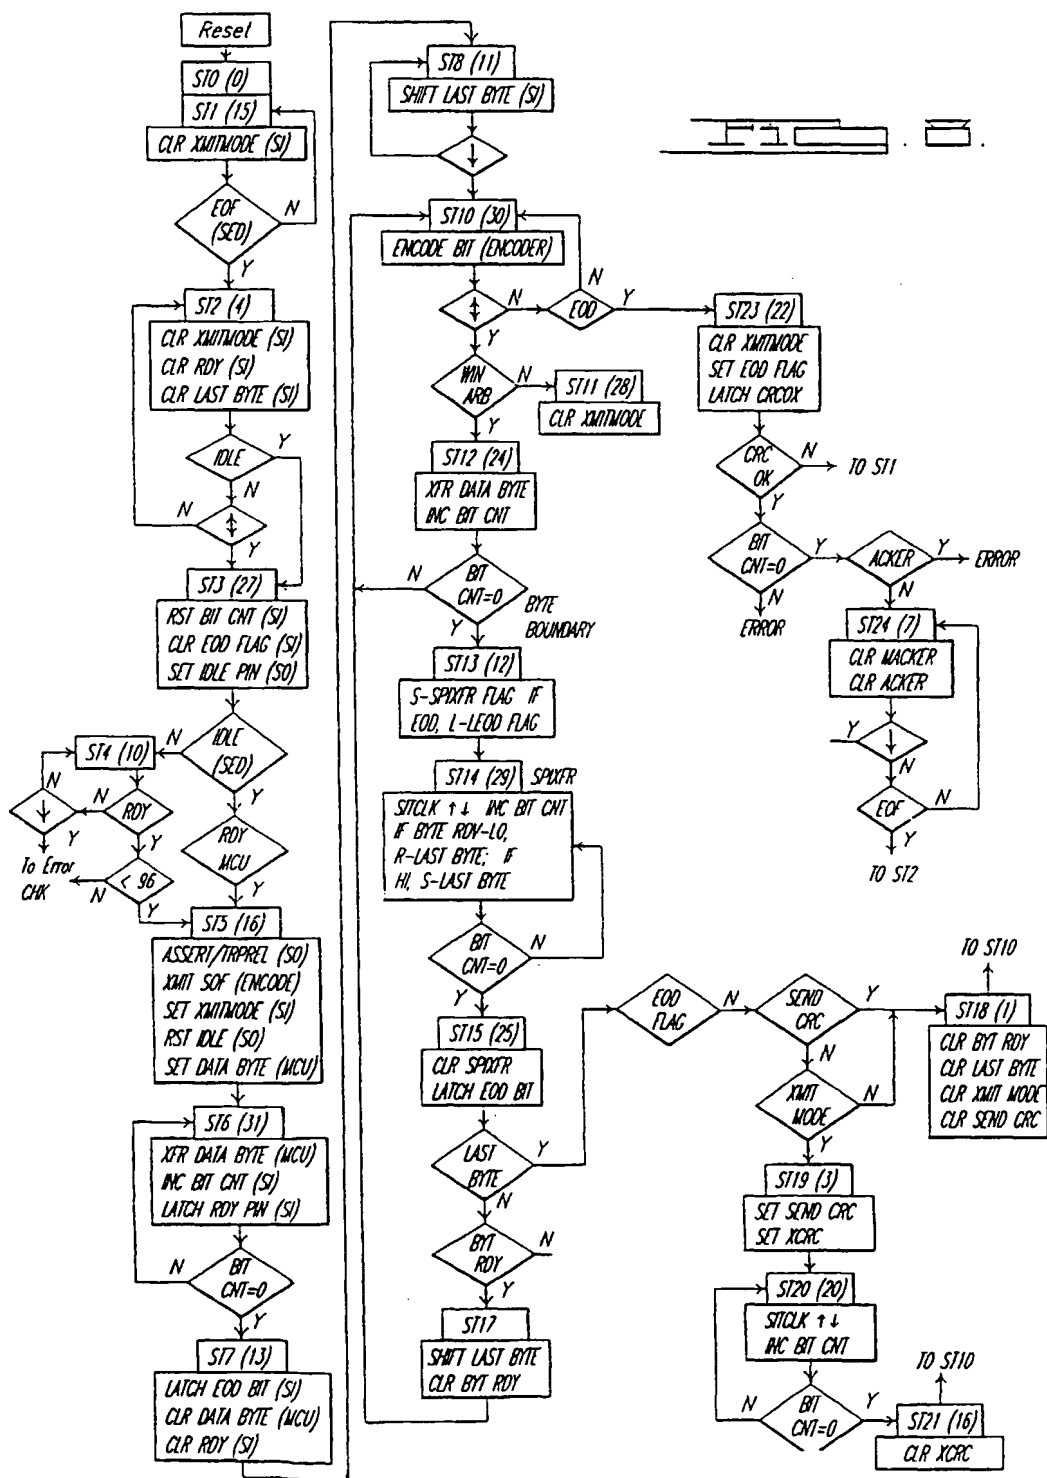 Reset
ST0 (0)
ST1 (15)
CLR XMITMODE (SI)
EOF
(SED)
N
Y
ST2 (4)
CLR XMITMODE (SI)
CLR RDY (SI)
CLR LAST BYTE (SI)
IDLE
Y
N
N
Y
ST3 (27)
RST BIT CNT (SI)
CLR EOD FLAG (SI)
SET IDLE PIN (SO)
IDLE
(SED)
N
Y
ST4 (10)
N
RDY
N
Y
Y
To Error
CHK
< 96
N
Y
RDY
MCU
Y
ST5 (16)
ASSERT/TRPREL (SO)
XMIT SOF (ENCODE)
SET XMITMODE (SI)
RST IDLE (SO)
SET DATA BYTE (MCU)
ST6 (31)
XFR DATA BYTE (MCU)
INC BIT CNT (SI)
LATCH RDY PIN (SI)
BIT
CNT=0
N
Y
ST7 (13)
LATCH EOD BIT (SI)
CLR DATA BYTE (MCU)
CLR RDY (SI)
ST8 (11)
SHIFT LAST BYTE (SI)
ST10 (30)
ENCODE BIT (ENCODER)
N
Y
EOD
N
Y
WIN
ARB
N
Y
ST11 (28)
CLR XMITMODE
ST12 (24)
XFR DATA BYTE
INC BIT CNT
BIT
CNT=0
N
Y
BYTE
BOUNDARY
ST13 (12)
S-SPIXFR FLAG IF
EOD, L-LEOD FLAG
ST14 (29) SPIXFR
SITCLK ↑↓ INC BIT CNT
IF BYTE RDV-LO,
R-LAST BYTE; IF
HI, S-LAST BYTE
BIT
CNT=0
N
Y
ST15 (25)
CLR SPIXFR
LATCH EOD BIT
LAST
BYTE
Y
N
BYT
RDY
N
Y
ST17
SHIFT LAST BYTE
CLR BYT RDY
ST23 (22)
CLR XMITMODE
SET EOD FLAG
LATCH CRCOX
CRC
OK
N
TO ST1
Y
BIT
CNT=0
Y
N
ERROR
ACKER
Y
ERROR
N
ST24 (7)
CLR MACKER
CLR ACKER
Y
N
EOF
N
Y
TO ST2
EOD
FLAG
N
SEND
CRC
Y
N
XMIT
MODE
N
Y
TO ST10
ST18 (1)
CLR BYT RDY
CLR LAST BYTE
CLR XMIT MODE
CLR SEND CRC
ST19 (3)
SET SEND CRC
SET XCRC
ST20 (20)
SITCLK ↑↓
INC BIT CNT
BIT
CNT=0
N
Y
TO ST10
ST21 (16)
CLR XCRC